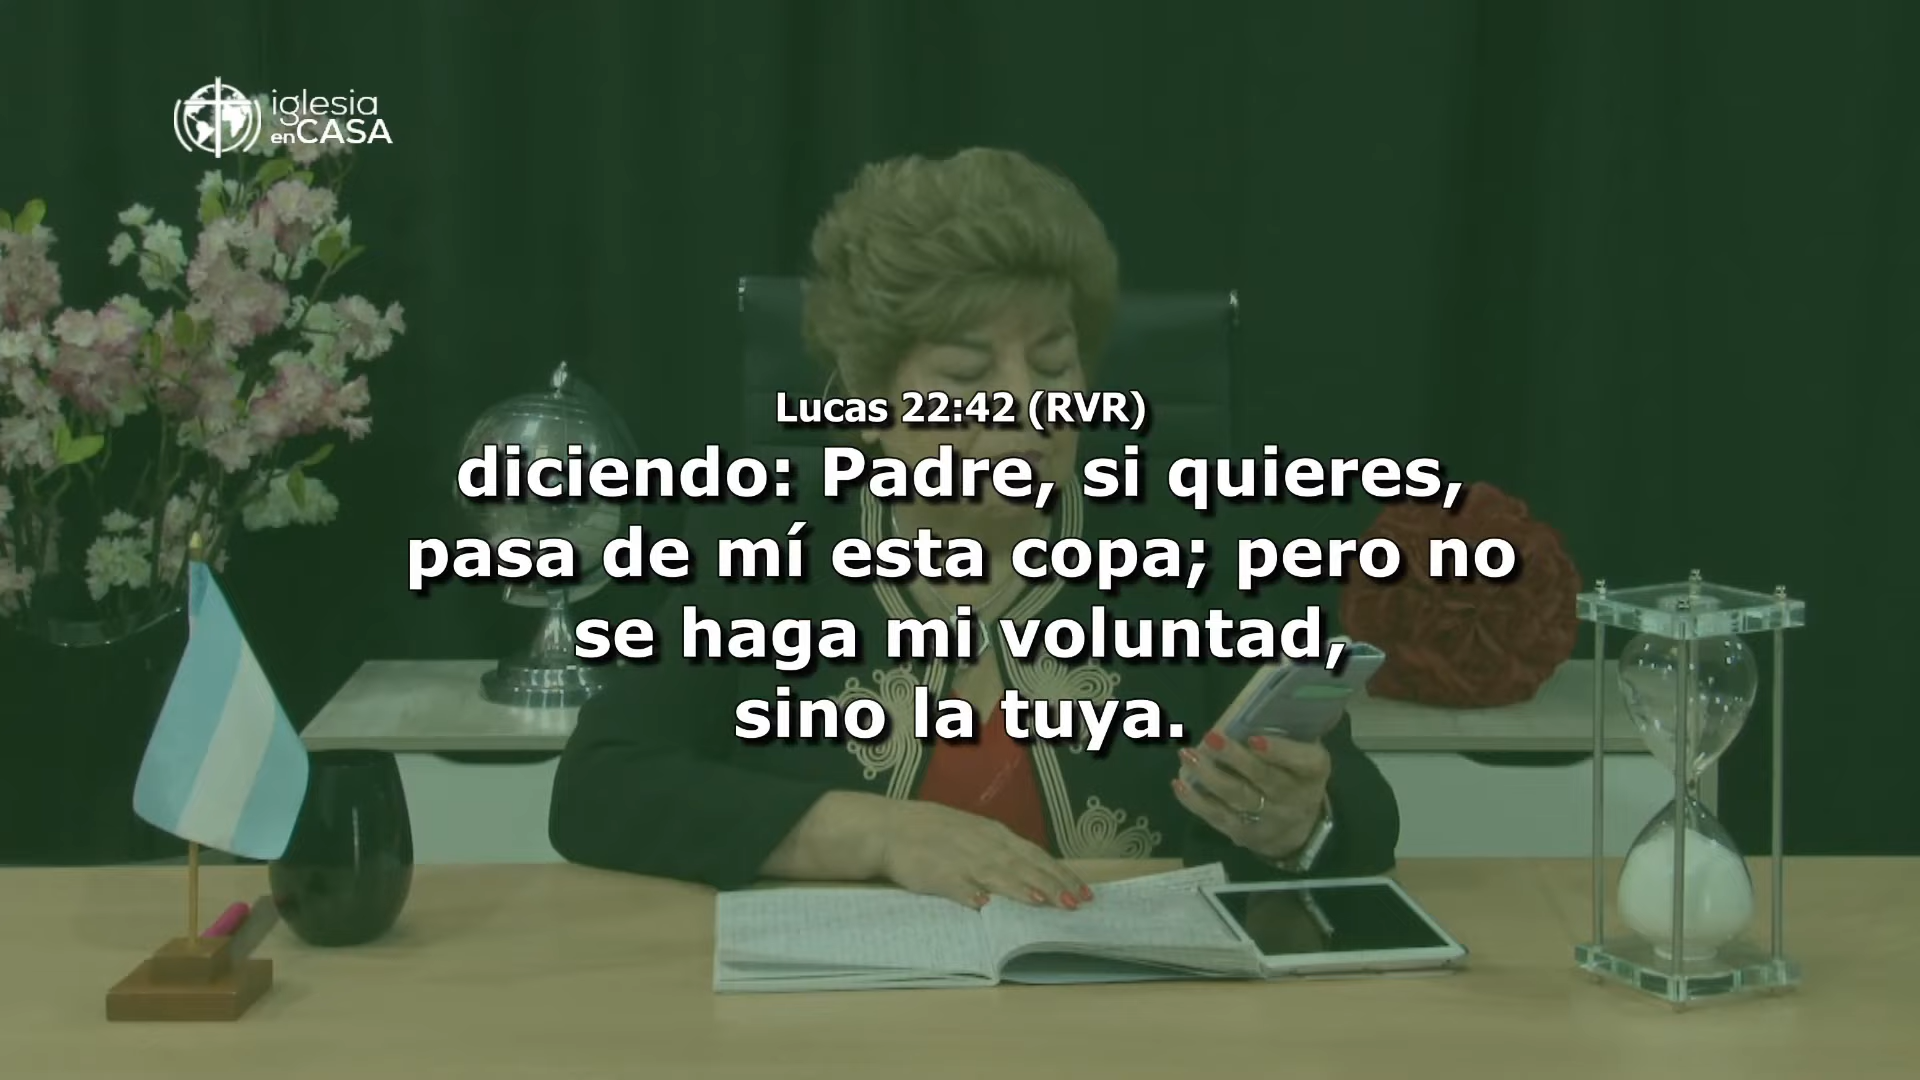 iglesia
enCASA
Lucas 22:42 (RVR)
diciendo: Padre, si quieres,
pasa de mí esta copa; pero no
se haga mi voluntad,
sino la tuya.